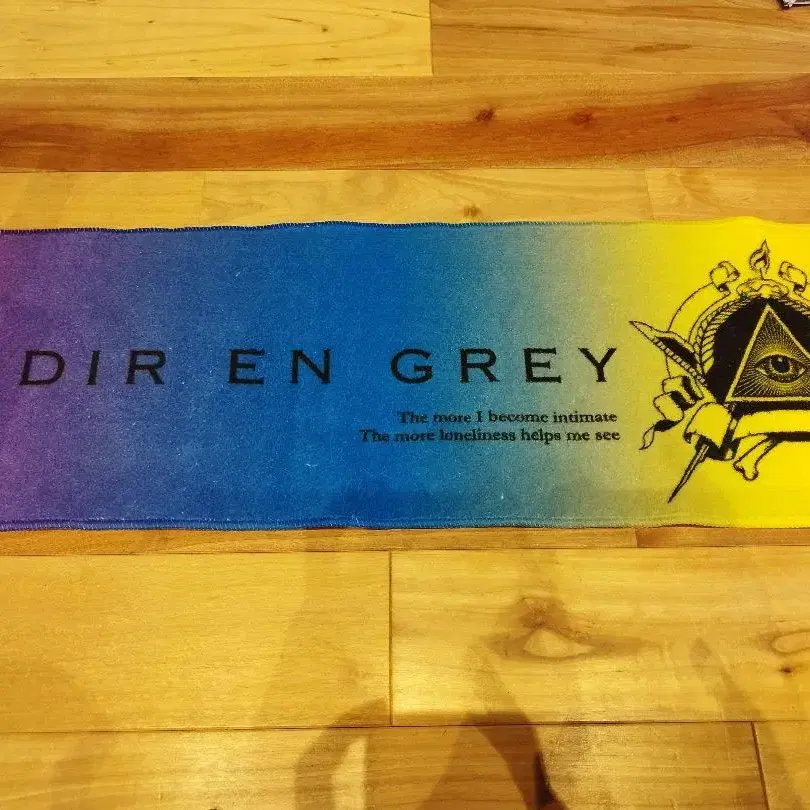 DIR EN GREY
The more I become intimate
The more loneliness helps me see